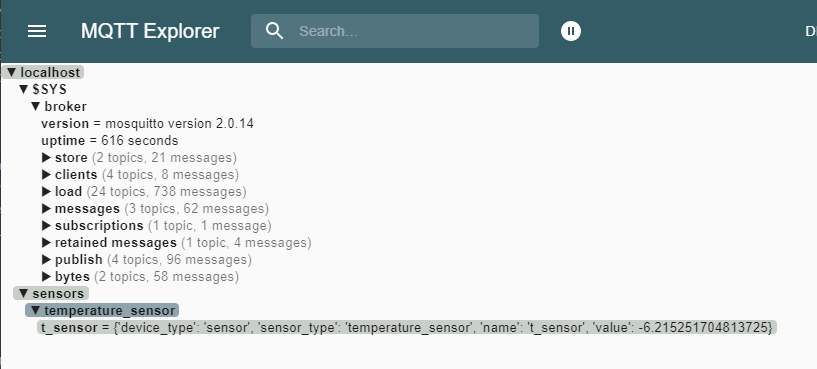 MQTT Explorer Search...
▼ localhost
▼ $SYS
▼ broker
version = mosquitto version 2.0.14
uptime = 616 seconds
▶ store (2 topics, 21 messages)
▶ clients (4 topics, 8 messages)
▶ load (24 topics, 738 messages)
▶ messages (3 topics, 62 messages)
▶ subscriptions (1 topic, 1 message)
▶ retained messages (1 topic, 4 messages)
▶ publish (4 topics, 96 messages)
▶ bytes (2 topics, 58 messages)
▼ sensors
▼ temperature_sensor
t_sensor = {'device_type': 'sensor', 'sensor_type': 'temperature_sensor', 'name': 't_sensor', 'value': -6.215251704813725}